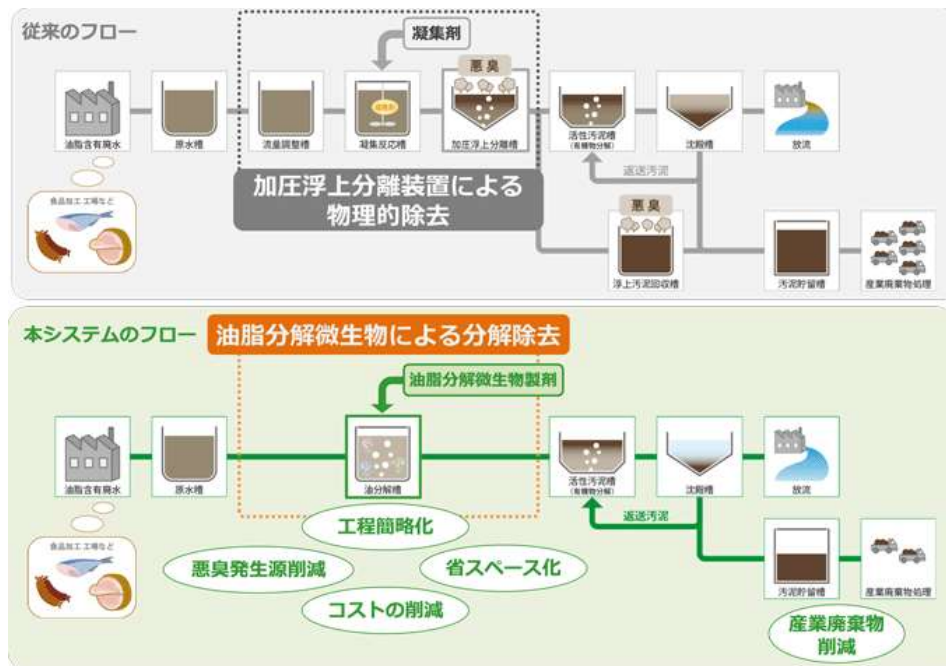 従来のフロー
凝集剤
悪臭
油脂含有廃水
原水槽
流量調整槽
凝集剤
凝集反応槽
加圧浮上分離槽
活性汚泥槽
(有機物分解)
沈殿槽
放流
返送汚泥
加圧浮上分離装置による
物理的除去
食品加工工場など
悪臭
浮上汚泥回収槽
汚泥貯留槽
産業廃棄物処理
本システムのフロー
油脂分解微生物による分解除去
油脂分解微生物製剤
油脂含有廃水
原水槽
油分解槽
活性汚泥槽
(有機物分解)
沈殿槽
放流
返送汚泥
食品加工工場など
工程簡略化
悪臭発生源削減
省スペース化
コストの削減
汚泥貯留槽
産業廃棄物処理
産業廃棄物
削減